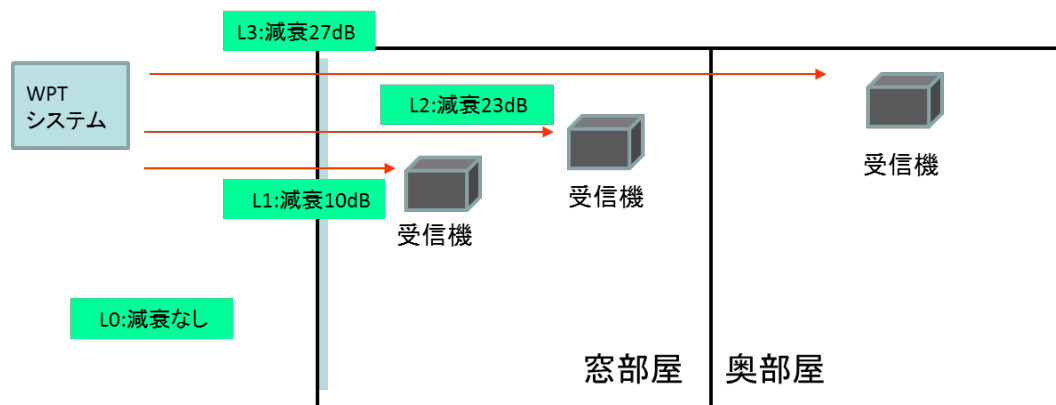 L3:減衰27dB
WPT
システム
L2:減衰23dB
受信機
受信機
L1:減衰10dB
受信機
L0:減衰なし
窓部屋
奥部屋